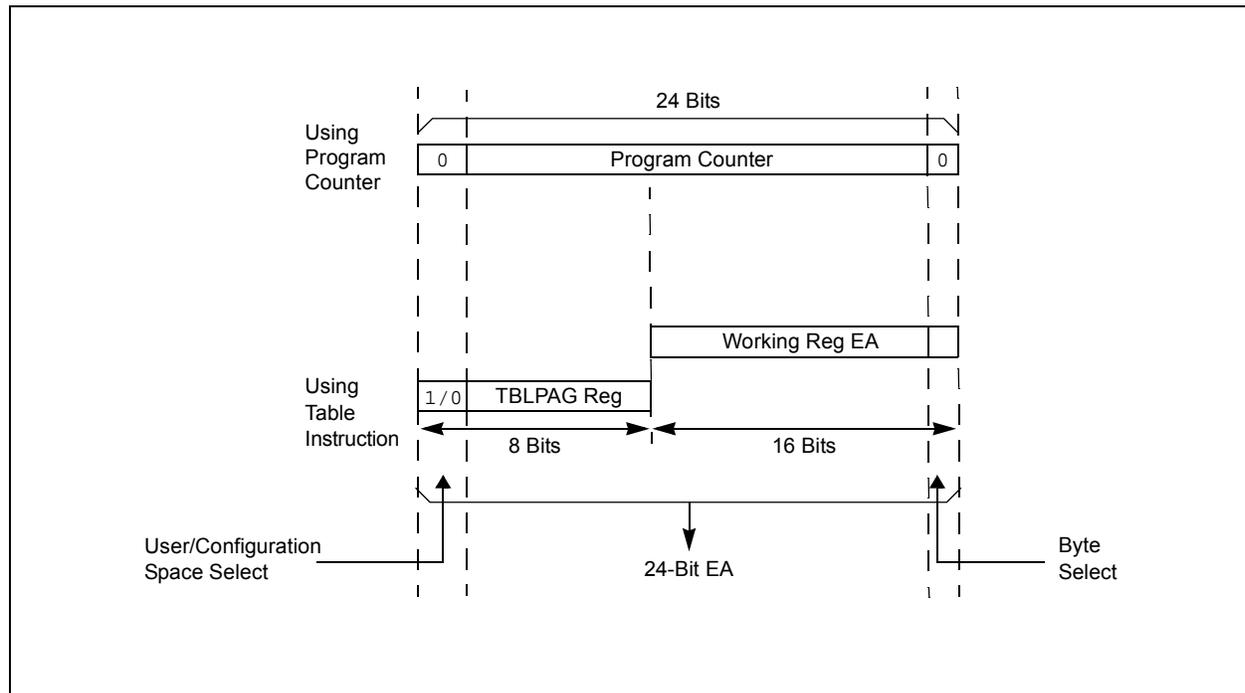 24 Bits
Using
Program
Counter
0
Program Counter
0
Working Reg EA
Using
Table
Instruction
1/0
TBLPAG Reg
8 Bits
16 Bits
User/Configuration
Space Select
24-Bit EA
Byte
Select